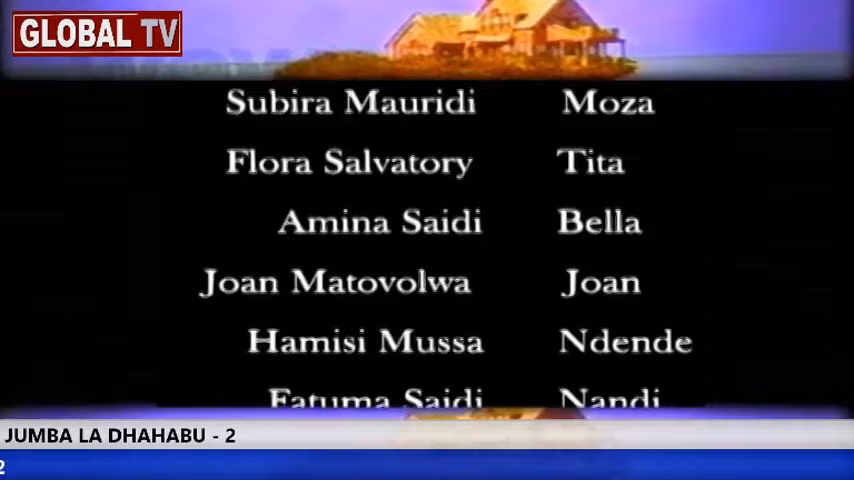 GLOBAL TV
Subira Mauridi Moza
Flora Salvatory Tita
Amina Saidi Bella
Joan Matovolwa Joan
Hamisi Mussa Ndende
Fatuma Saidi Nandi
JUMBA LA DHAHABU - 2
2